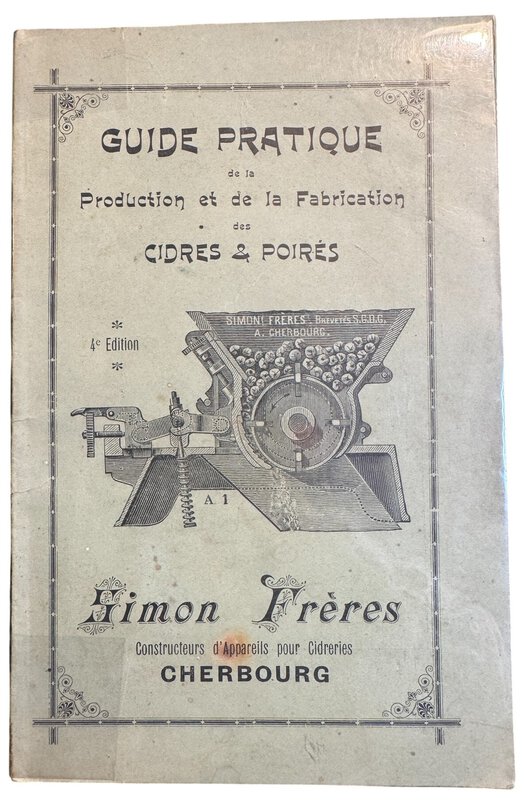 GUIDE PRATIQUE
de la
Production et de la Fabrication
des
CIDRES & POIRÉS
SIMON FRÈRES BREVETÉS S.G.D.G.
A. CHERBOURG.
4e Edition
A 1
Simon Frères
Constructeurs d'Appareils pour Cidreries
CHERBOURG